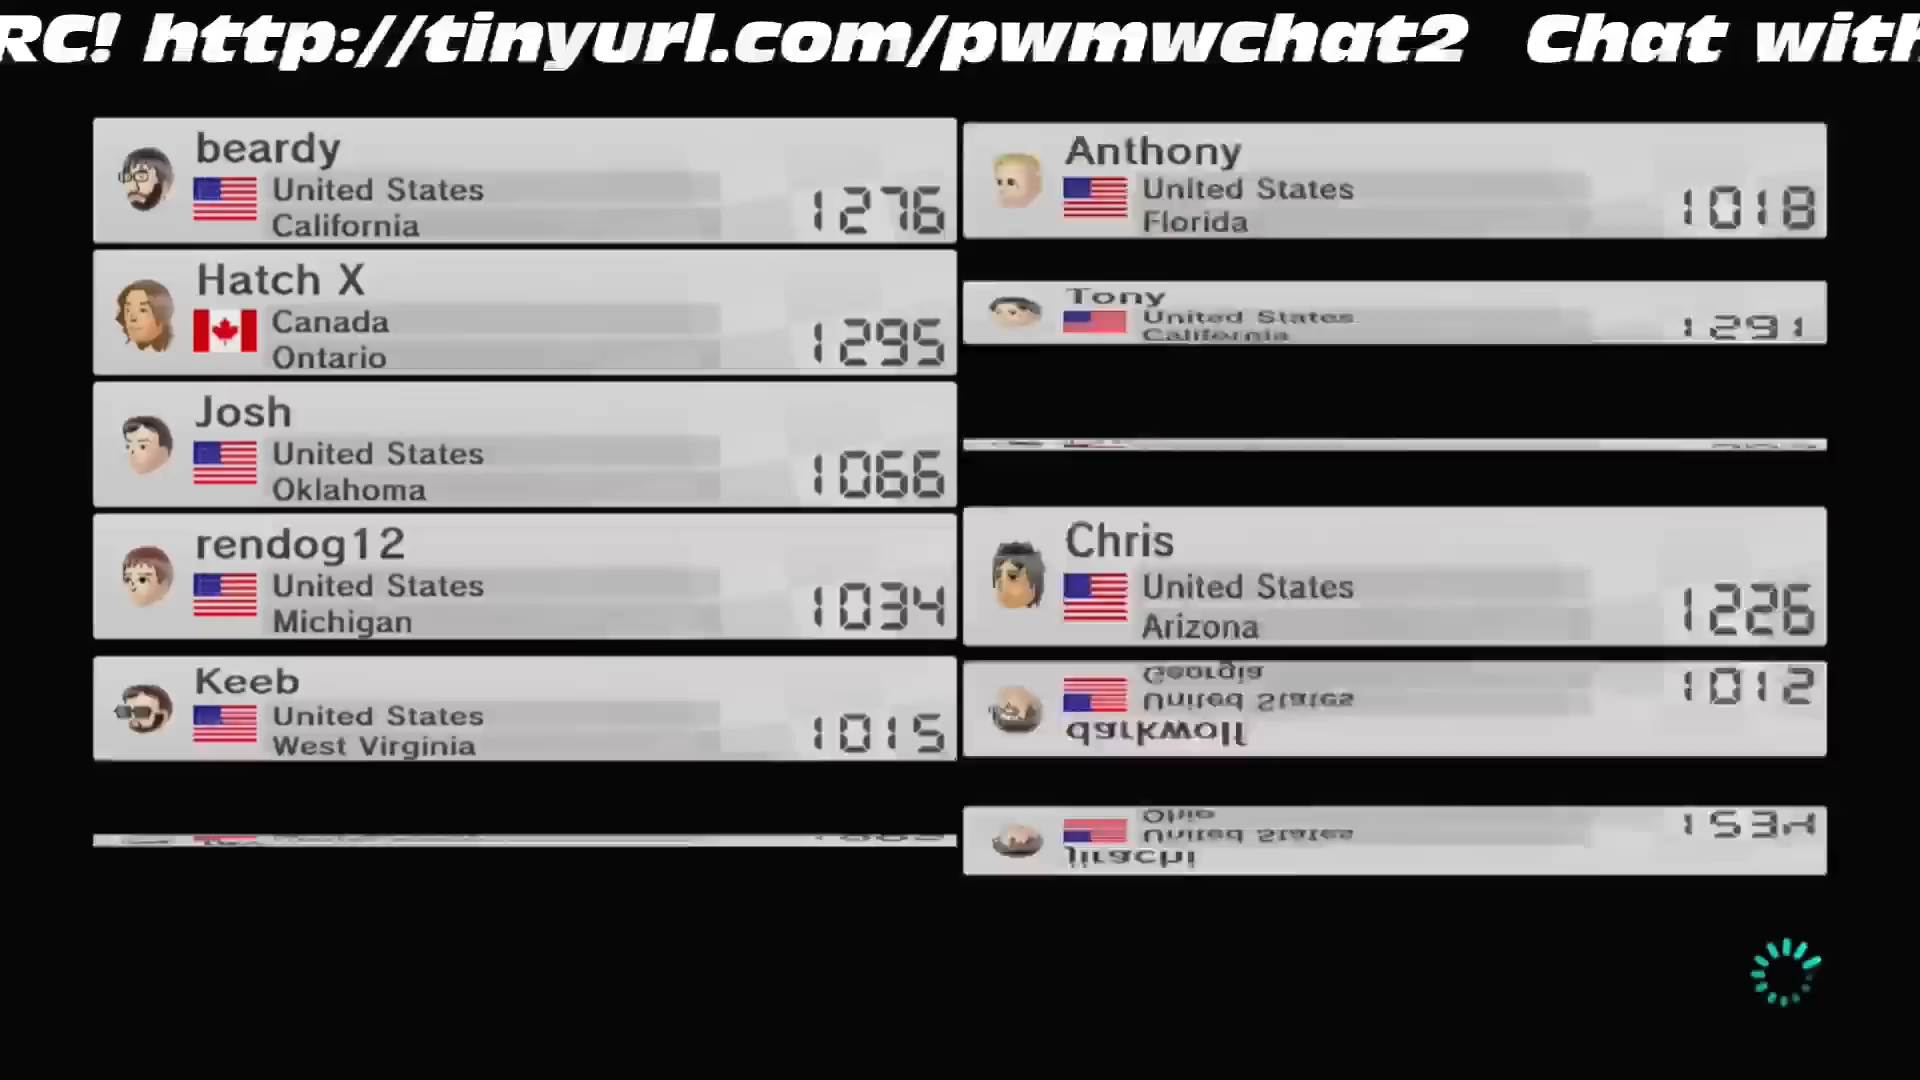 RC! http://tinyurl.com/pwmwchat2 Chat with
beardy
United States
California
1276
Hatch X
Canada
Ontario
1295
Josh
United States
Oklahoma
1066
rendog12
United States
Michigan
1034
Keeb
United States
West Virginia
1015
Anthony
United States
Florida
1018
Tony
United States
California
1291
Chris
United States
Arizona
1226
Georgia
United States
darkwolf
1012
Ohio
United States
Jirachi
1534